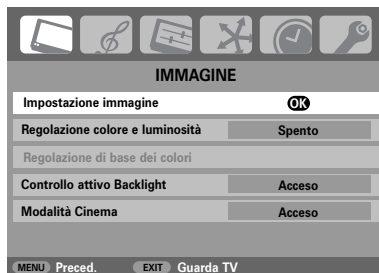 IMMAGINE
Impostazione immagine OK
Regolazione colore e luminosità Spento
Regolazione di base dei colori
Controllo attivo Backlight Acceso
Modalità Cinema Acceso
MENU Preced. EXIT Guarda TV